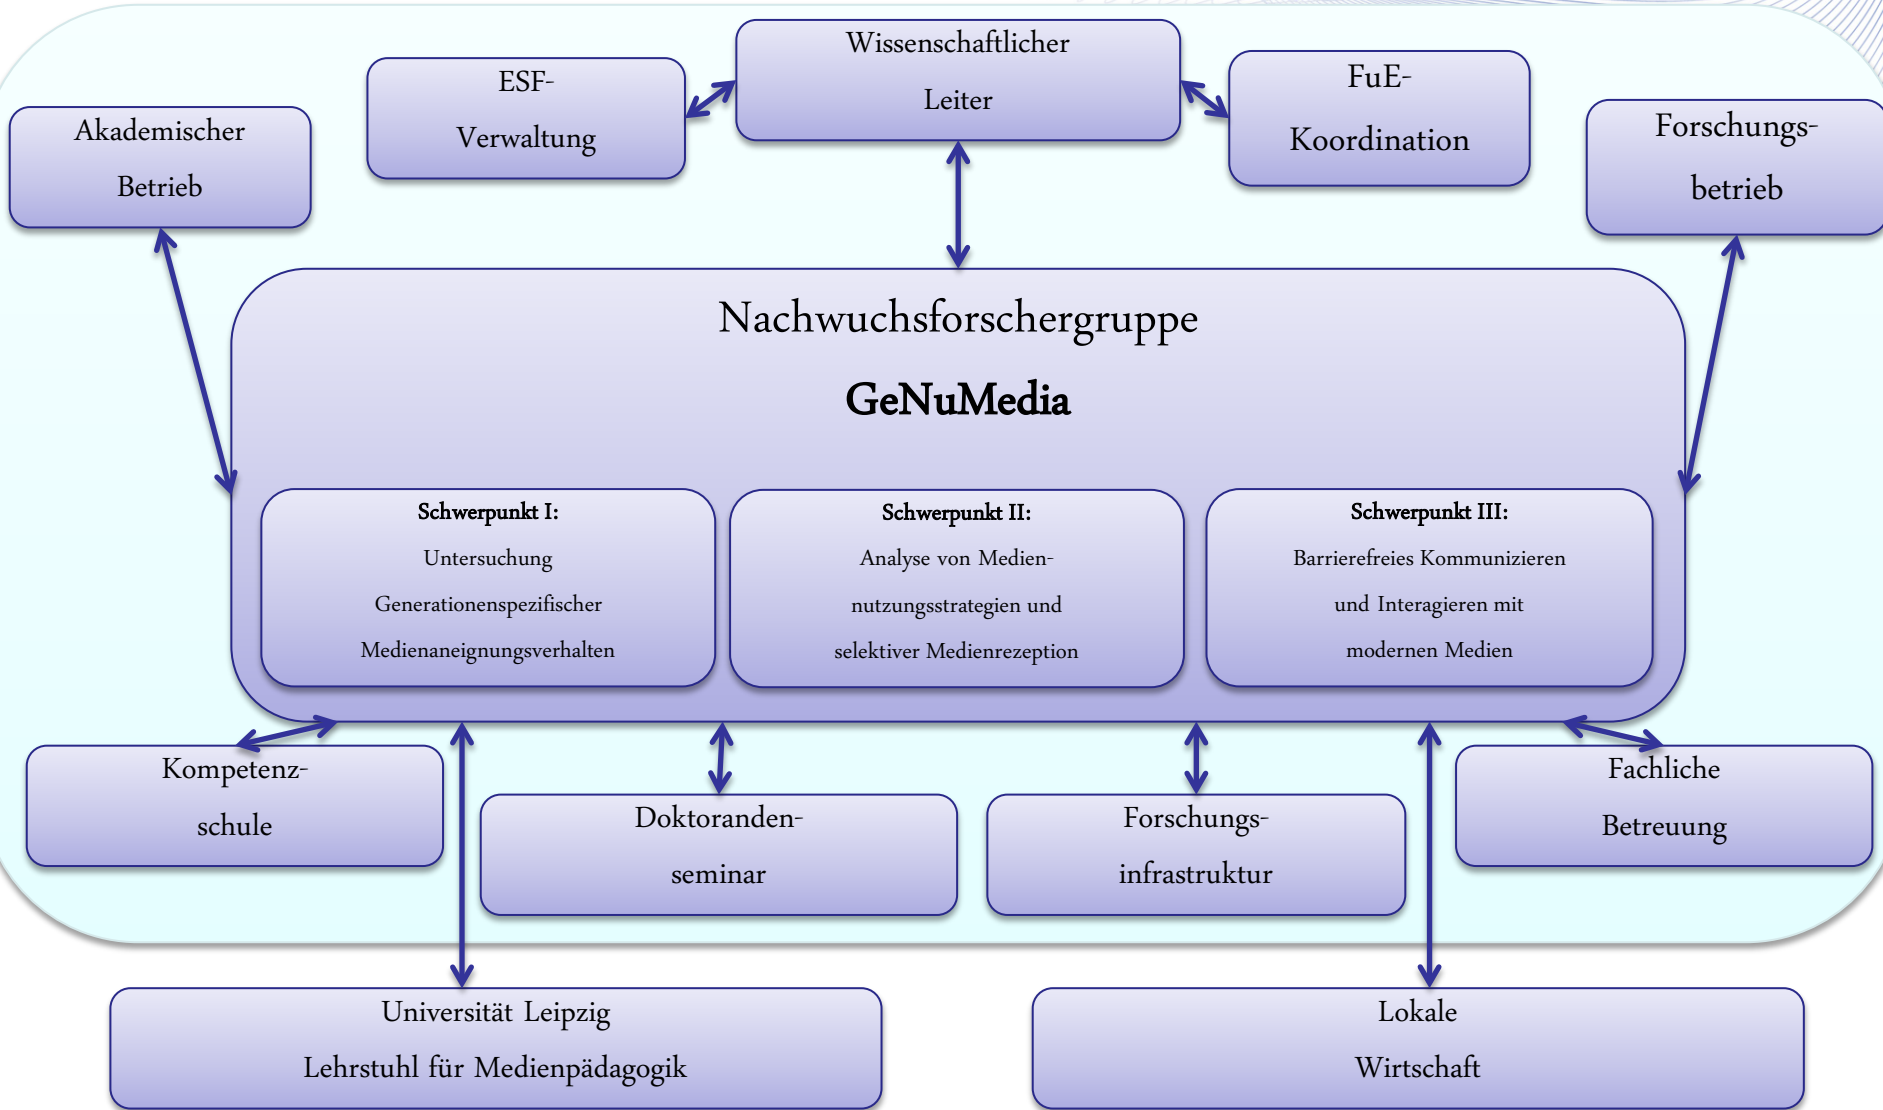 Wissenschaftlicher
Leiter
ESF-
Verwaltung
FuE-
Koordination
Akademischer
Betrieb
Forschungs-
betrieb
Nachwuchsforschergruppe
GeNuMedia
Schwerpunkt I:
Untersuchung
Generationenspezifischer
Medienaneignungsverhalten
Schwerpunkt II:
Analyse von Medien-
nutzungsstrategien und
selektiver Medienrezeption
Schwerpunkt III:
Barrierefreies Kommunizieren
und Interagieren mit
modernen Medien
Kompetenz-
schule
Doktoranden-
seminar
Forschungs-
infrastruktur
Fachliche
Betreuung
Universität Leipzig
Lehrstuhl für Medienpädagogik
Lokale
Wirtschaft